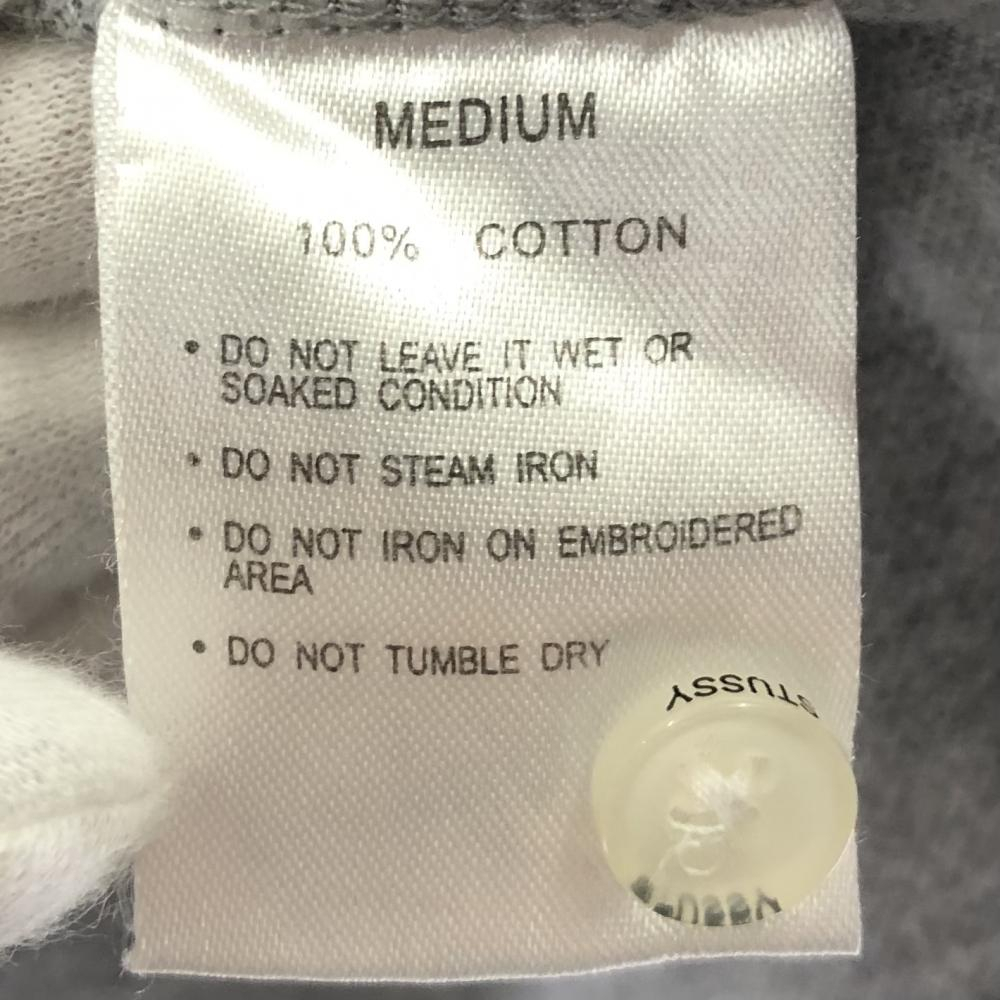 MEDIUM
100% COTTON
• DO NOT LEAVE IT WET OR
SOAKED CONDITION
• DO NOT STEAM IRON
• DO NOT IRON ON EMBROIDERED
AREA
• DO NOT TUMBLE DRY
STUSSY